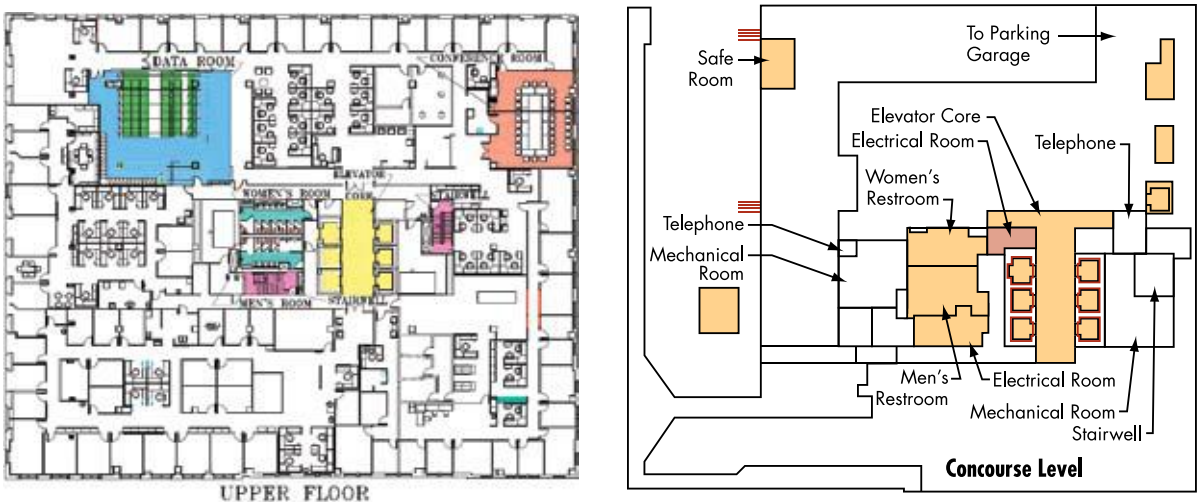 DATA ROOM
CONFERENCE ROOM
ELEVATOR
CORE
WOMEN'S ROOM
STAIRWELL
MEN'S ROOM
STAIRWELL
UPPER FLOOR
To Parking
Garage
Safe
Room
Elevator Core
Electrical Room
Telephone
Women's
Restroom
Telephone
Mechanical
Room
Men's
Restroom
Electrical Room
Mechanical Room
Stairwell
Concourse Level